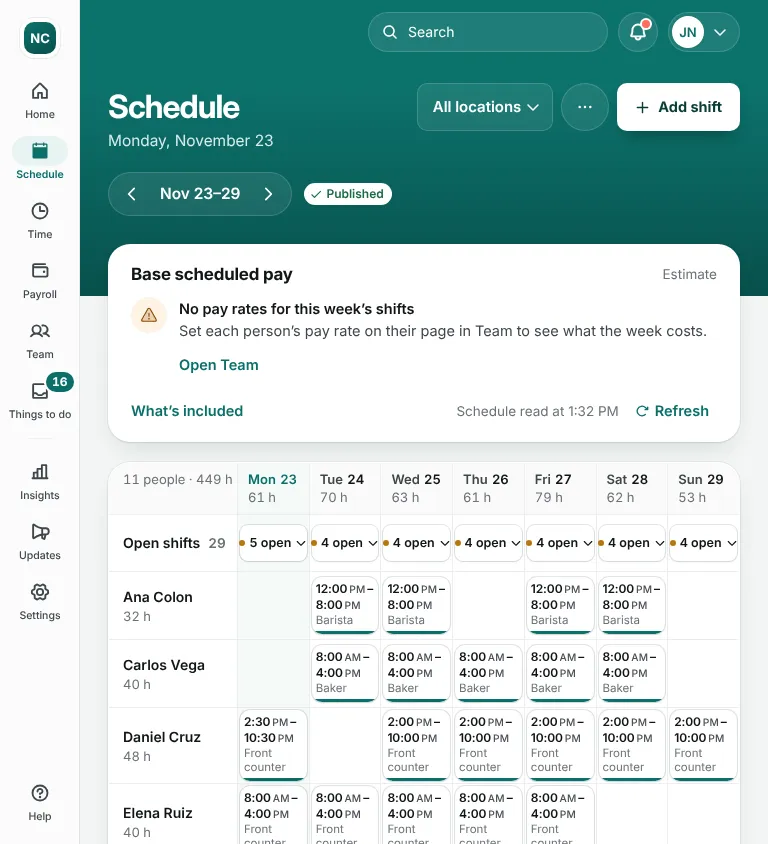 NC
Search
JN
Home
Schedule
Time
Payroll
Team
16
Things to do
Insights
Updates
Settings
Help
Schedule
Monday, November 23
All locations
···
+ Add shift
Nov 23–29
Published
Base scheduled pay
Estimate
No pay rates for this week's shifts
Set each person's pay rate on their page in Team to see what the week costs.
Open Team
What's included
Schedule read at 1:32 PM
Refresh
11 people · 449 h
Mon 23
61 h
Tue 24
70 h
Wed 25
63 h
Thu 26
61 h
Fri 27
79 h
Sat 28
62 h
Sun 29
53 h
Open shifts 29
5 open
4 open
4 open
4 open
4 open
4 open
4 open
Ana Colon
32 h
12:00 PM –
8:00 PM
Barista
12:00 PM –
8:00 PM
Barista
12:00 PM –
8:00 PM
Barista
12:00 PM –
8:00 PM
Barista
Carlos Vega
40 h
8:00 AM –
4:00 PM
Baker
8:00 AM –
4:00 PM
Baker
8:00 AM –
4:00 PM
Baker
8:00 AM –
4:00 PM
Baker
8:00 AM –
4:00 PM
Baker
Daniel Cruz
48 h
2:30 PM –
10:30 PM
Front
counter
2:00 PM –
10:00 PM
Front
counter
2:00 PM –
10:00 PM
Front
counter
2:00 PM –
10:00 PM
Front
counter
2:00 PM –
10:00 PM
Front
counter
2:00 PM –
10:00 PM
Front
counter
Elena Ruiz
40 h
8:00 AM –
4:00 PM
Front
counter
8:00 AM –
4:00 PM
Front
counter
8:00 AM –
4:00 PM
Front
counter
8:00 AM –
4:00 PM
Front
counter
8:00 AM –
4:00 PM
Front
counter